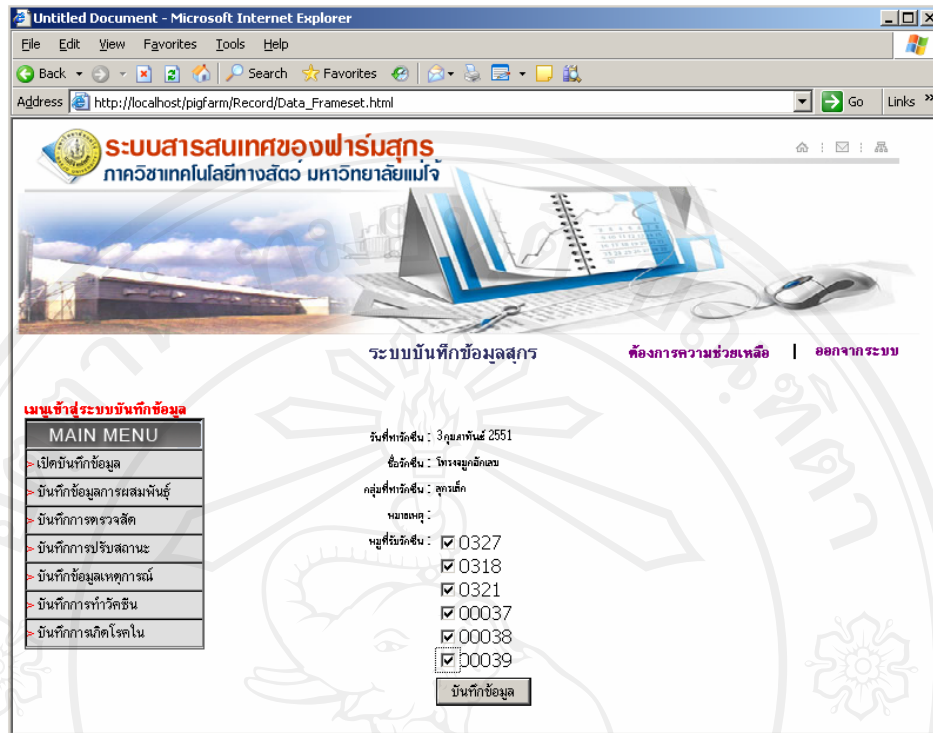 Untitled Document - Microsoft Internet Explorer
File Edit View Favorites Tools Help
Back Search Favorites
Address http://localhost/pigfarm/Record/Data_Frameset.html Go Links »
ระบบสารสนเทศของฟาร์มสุกร
ภาควิชาเทคโนโลยีทางสัตว์ มหาวิทยาลัยแม่โจ้
ระบบบันทึกข้อมูลสุกร ต้องการความช่วยเหลือ | ออกจากระบบ
เมนูเข้าสู่ระบบบันทึกข้อมูล
MAIN MENU
เปิดบันทึกข้อมูล
บันทึกข้อมูลการผสมพันธุ์
บันทึกการตรวจสัด
บันทึกการปรับสถานะ
บันทึกข้อมูลเหตุการณ์
บันทึกการทำวัคซีน
บันทึกการเกิดโรคใน
วันที่ทำวัคซีน : 3 กุมภาพันธ์ 2551
ชื่อวัคซีน : โพรงจมูกอักเสบ
กลุ่มที่ทำวัคซีน : สุกรเล็ก
หมายเหตุ :
หมูที่รับวัคซีน : 0327
0318
0321
00037
00038
00039
บันทึกข้อมูล